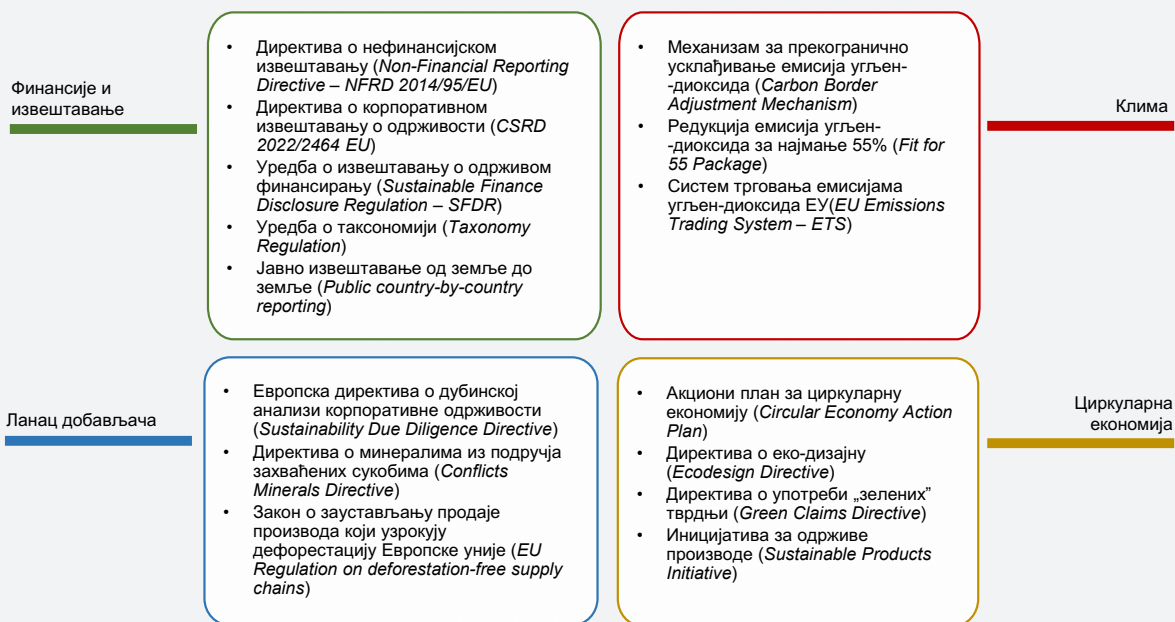 Финансије и
извештавање
• Директива о нефинансијском
извештавању (Non-Financial Reporting
Directive – NFRD 2014/95/EU)
• Директива о корпоративном
извештавању о одрживости (CSRD
2022/2464 EU)
• Уредба о извештавању о одрживом
финансирању (Sustainable Finance
Disclosure Regulation – SFDR)
• Уредба о таксономији (Taxonomy
Regulation)
• Јавно извештавање од земље до
земље (Public country-by-country
reporting)
• Механизам за прекогранично
усклађивање емисија угљен-
-диоксида (Carbon Border
Adjustment Mechanism)
• Редукција емисија угљен-
-диоксида за најмање 55% (Fit for
55 Package)
• Систем трговања емисијама
угљен-диоксида ЕУ(EU Emissions
Trading System – ETS)
Клима
Ланац добављача
• Европска директива о дубинској
анализи корпоративне одрживости
(Sustainability Due Diligence Directive)
• Директива о минералима из подручја
захваћених сукобима (Conflicts
Minerals Directive)
• Закон о заустављању продаје
производа који узрокују
дефорестацију Европске уније (EU
Regulation on deforestation-free supply
chains)
• Акциони план за циркуларну
економију (Circular Economy Action
Plan)
• Директива о еко-дизајну
(Ecodesign Directive)
• Директива о употреби „зелених”
тврдњи (Green Claims Directive)
• Иницијатива за одрживе
производе (Sustainable Products
Initiative)
Циркуларна
економија